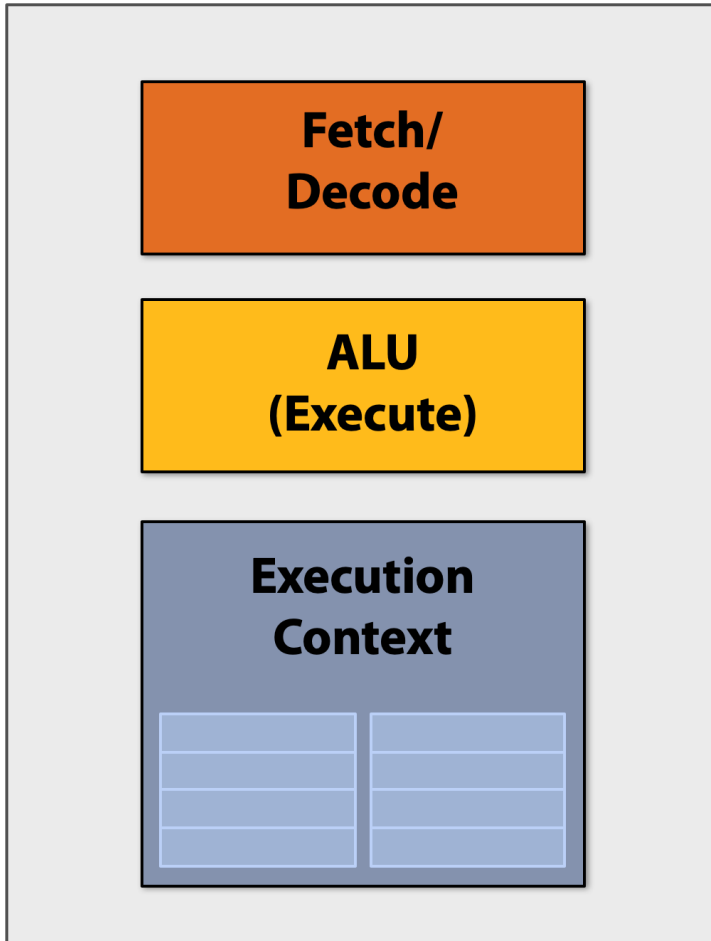 Fetch/
Decode
ALU
(Execute)
Execution
Context